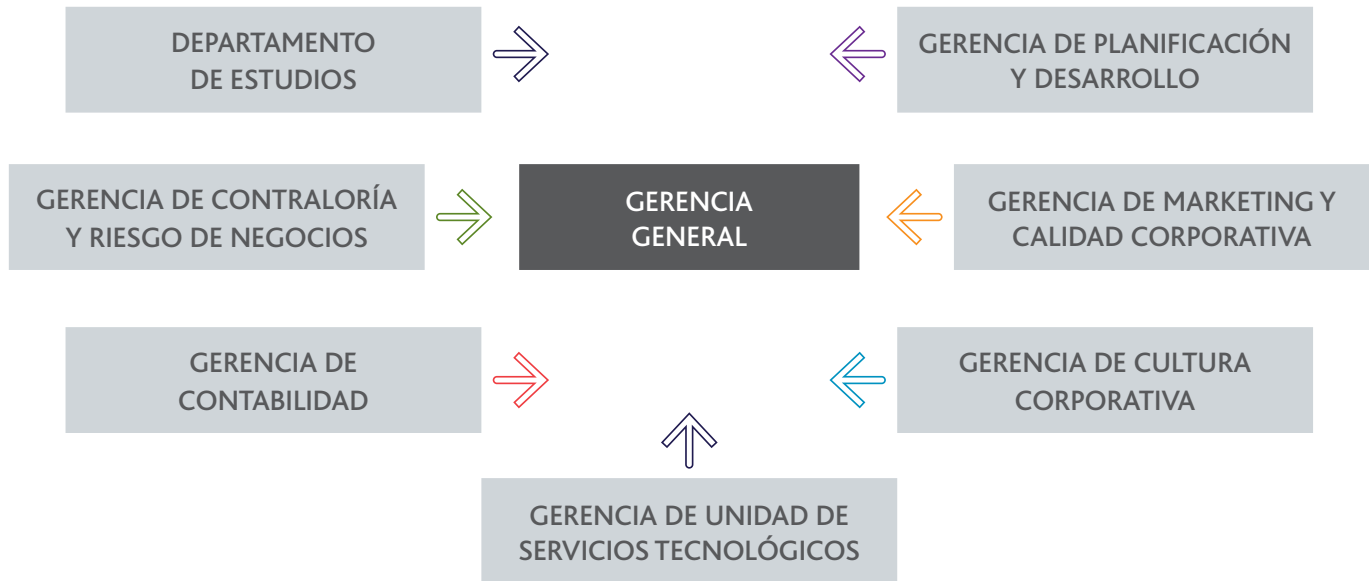 DEPARTAMENTO
DE ESTUDIOS
GERENCIA DE PLANIFICACIÓN
Y DESARROLLO
GERENCIA DE CONTRALORÍA
Y RIESGO DE NEGOCIOS
GERENCIA
GENERAL
GERENCIA DE MARKETING Y
CALIDAD CORPORATIVA
GERENCIA DE
CONTABILIDAD
GERENCIA DE CULTURA
CORPORATIVA
GERENCIA DE UNIDAD DE
SERVICIOS TECNOLÓGICOS